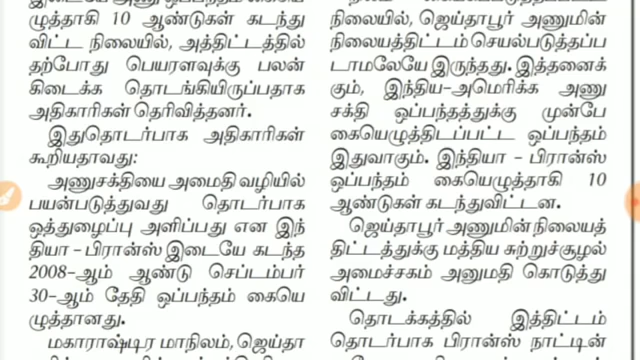 இடையே அணு ஒப்பந்தம் கையெ
ழுத்தாகி 10 ஆண்டுகள் கடந்து
விட்ட நிலையில், அத்திட்டத்தில்
தற்போது பெயரளவுக்கு பலன்
கிடைக்க தொடங்கியிருப்பதாக
அதிகாரிகள் தெரிவித்தனர்.
இதுதொடர்பாக அதிகாரிகள்
கூறியதாவது:
அணுசக்தியை அமைதி வழியில்
பயன்படுத்துவது தொடர்பாக
ஒத்துழைப்பு அளிப்பது என இந்
தியா – பிரான்ஸ் இடையே கடந்த
2008-ஆம் ஆண்டு செப்டம்பர்
30-ஆம் தேதி ஒப்பந்தம் கையெ
ழுத்தானது.
மகாராஷ்டிர மாநிலம், ஜெய்தா
நிலையில், ஜெய்தாபூர் அணுமின்
நிலையத்திட்டம் செயல்படுத்தப்ப
டாமலேயே இருந்தது. இத்தனைக்
கும், இந்திய-அமெரிக்க அணு
சக்தி ஒப்பந்தத்துக்கு முன்பே
கையெழுத்திடப்பட்ட ஒப்பந்தம்
இதுவாகும். இந்தியா – பிரான்ஸ்
ஒப்பந்தம் கையெழுத்தாகி 10
ஆண்டுகள் கடந்துவிட்டன.
ஜெய்தாபூர் அணுமின் நிலையத்
திட்டத்துக்கு மத்திய சுற்றுச்சூழல்
அமைச்சகம் அனுமதி கொடுத்து
விட்டது.
தொடக்கத்தில் இத்திட்டம்
தொடர்பாக பிரான்ஸ் நாட்டின்